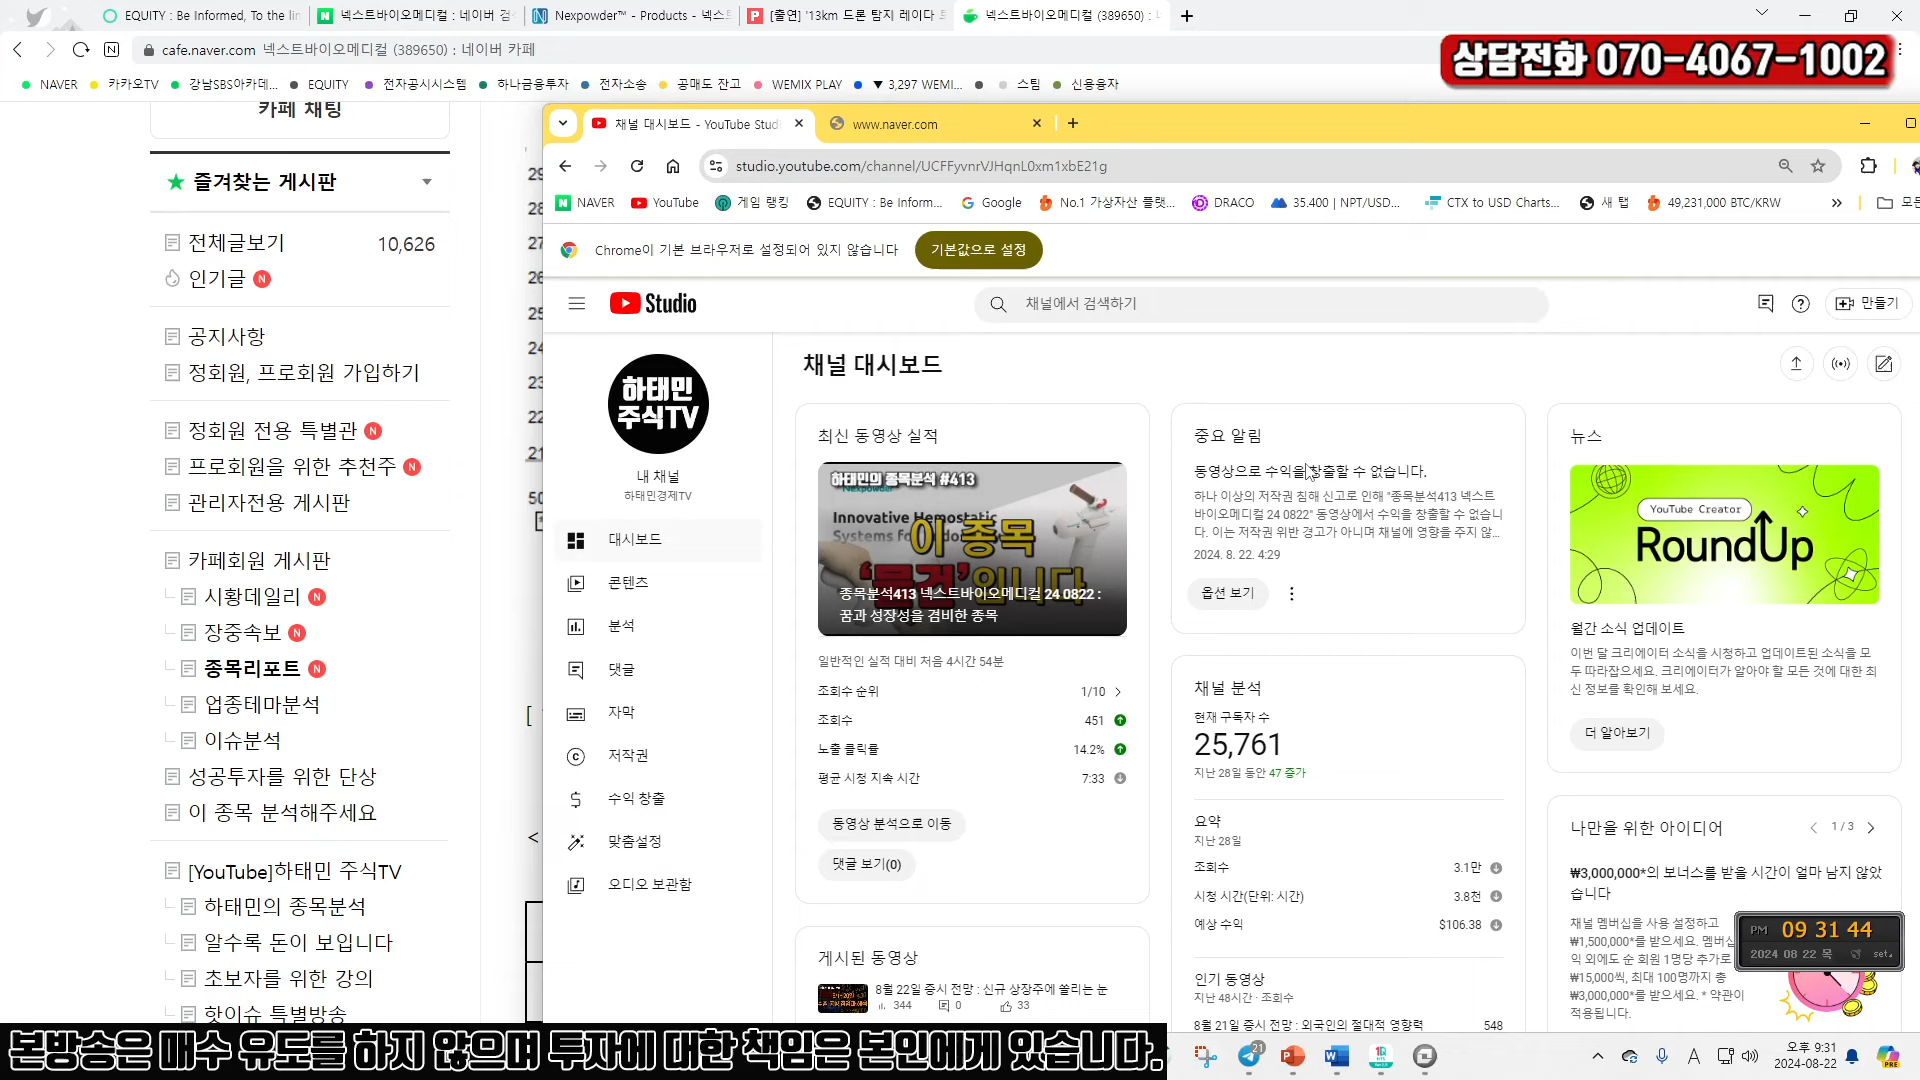 EQUITY : Be Informed, To the lin
넥스트바이오메디컬 : 네이버 검
Nexpowder™ - Products - 넥스
[출연] '13km 드론 탐지 레이다
넥스트바이오메디컬 (389650) :
cafe.naver.com 넥스트바이오메디컬 (389650) : 네이버 카페
상담전화 070-4067-1002
NAVER
카카오TV
강남SBS아카데...
EQUITY
전자공시시스템
하나금융투자
전자소송
공매도 잔고
WEMIX PLAY
▼ 3,297 WEMI...
스팀
신용융자
카페 채팅
즐겨찾는 게시판
전체글보기 10,626
인기글 N
공지사항
정회원, 프로회원 가입하기
정회원 전용 특별관 N
프로회원을 위한 추천주 N
관리자전용 게시판
카페회원 게시판
시황데일리 N
장중속보 N
종목리포트 N
업종테마분석
이슈분석
성공투자를 위한 단상
이 종목 분석해주세요
[YouTube]하태민 주식TV
하태민의 종목분석
알수록 돈이 보입니다
초보자를 위한 강의
핫이슈 특별방송
29
28
27
26
25
24
23
22
21
50
채널 대시보드 - YouTube Studi
www.naver.com
studio.youtube.com/channel/UCFFyvnrVJHqnL0xm1xbE21g
NAVER
YouTube
게임 랭킹
EQUITY : Be Inform...
Google
No.1 가상자산 플랫...
DRACO
35.400 | NPT/USD...
CTX to USD Charts...
새 탭
49,231,000 BTC/KRW
Chrome이 기본 브라우저로 설정되어 있지 않습니다
기본값으로 설정
Studio
채널에서 검색하기
만들기
하태민
주식TV
내 채널
하태민경제TV
대시보드
콘텐츠
분석
댓글
자막
저작권
수익 창출
맞춤설정
오디오 보관함
채널 대시보드
최신 동영상 실적
하태민의 종목분석 #413
Nexpowder
Innovative Hemostatic
이 종목
'물건'입니다
종목분석413 넥스트바이오메디컬 24 0822 :
꿈과 성장성을 겸비한 종목
일반적인 실적 대비 처음 4시간 54분
조회수 순위 1/10
조회수 451
노출 클릭률 14.2%
평균 시청 지속 시간 7:33
동영상 분석으로 이동
댓글 보기(0)
게시된 동영상
8월 22일 증시 전망 : 신규 상장주에 쏠리는 눈
344 0 33
중요 알림
동영상으로 수익을 창출할 수 없습니다.
하나 이상의 저작권 침해 신고로 인해 "종목분석413 넥스트
바이오메디컬 24 0822" 동영상에서 수익을 창출할 수 없습니
다. 이는 저작권 위반 경고가 아니며 채널에 영향을 주지 않...
2024. 8. 22. 4:29
옵션 보기
채널 분석
현재 구독자 수
25,761
지난 28일 동안 47 증가
요약
지난 28일
조회수 3.1만
시청 시간(단위: 시간) 3.8천
예상 수익 $106.38
인기 동영상
지난 48시간 · 조회수
8월 21일 증시 전망 : 외국인의 절대적 영향력 548
뉴스
YouTube Creator
RoundUp
월간 소식 업데이트
이번 달 크리에이터 소식을 시청하고 업데이트된 소식을 모
두 따라잡으세요. 크리에이터가 알아야 할 모든 것에 대한 최
신 정보를 확인해 보세요.
더 알아보기
나만을 위한 아이디어 1 / 3
₩3,000,000*의 보너스를 받을 시간이 얼마 남지 않았
습니다
채널 멤버십을 사용 설정하고
₩1,500,000*를 받으세요. 멤버십
익 외에도 순 회원 1명당 추가로
₩15,000씩, 최대 100명까지 총
₩3,000,000*를 받으세요. * 약관이
적용됩니다.
PM 09 31 44
2024 08 22 목 set
본방송은 매수 유도를 하지 않으며 투자에 대한 책임은 본인에게 있습니다.
21
A
오후 9:31
2024-08-22